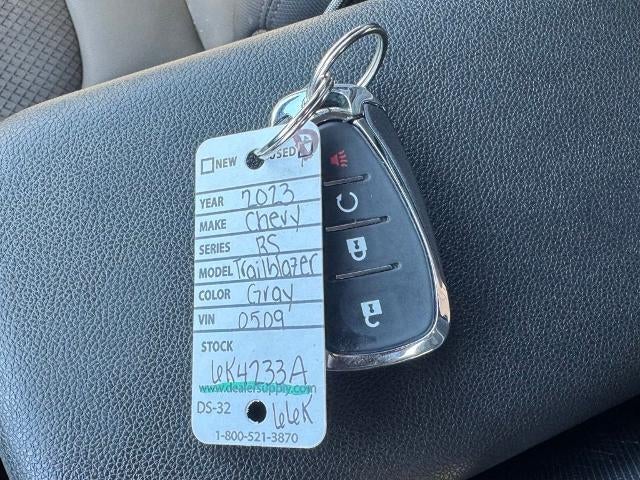 NEW USED
YEAR 2023
MAKE Chevy
SERIES RS
MODEL Trailblazer
COLOR Gray
VIN 0509
STOCK
6K4233A
www.dealersupply.com
DS-32 66K
1-800-521-3870